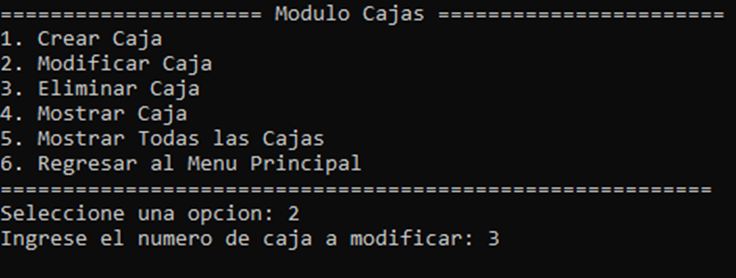 ===================== Modulo Cajas =======================
1. Crear Caja
2. Modificar Caja
3. Eliminar Caja
4. Mostrar Caja
5. Mostrar Todas las Cajas
6. Regresar al Menu Principal
=========================================================
Seleccione una opcion: 2
Ingrese el numero de caja a modificar: 3